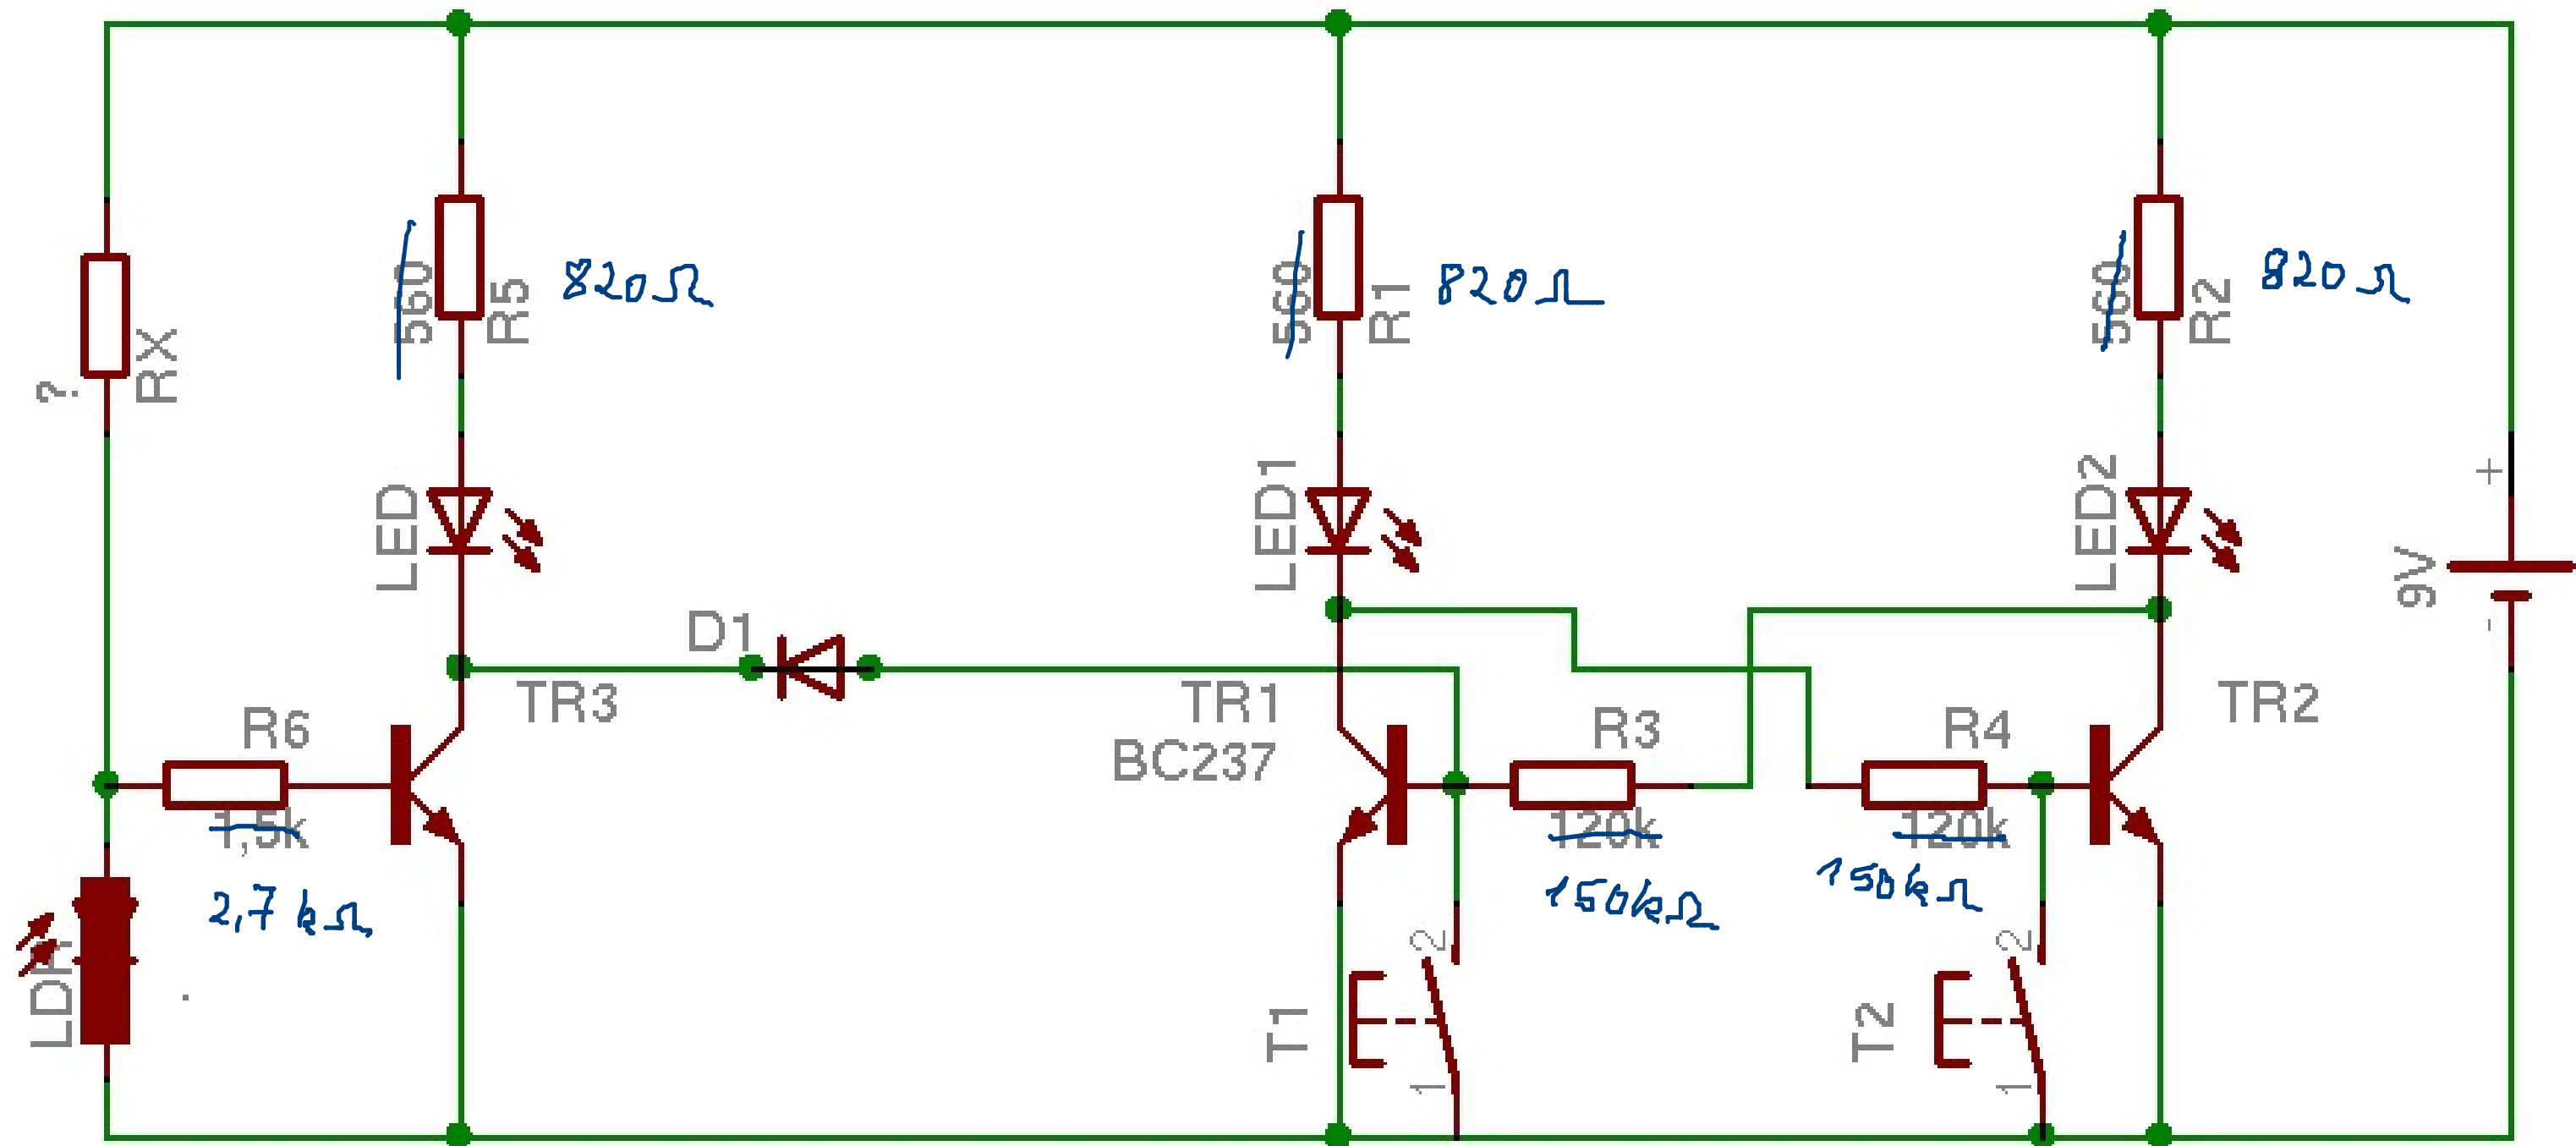 ?
RX
560
R5
820Ω
560
R1
820Ω
560
R2
820Ω
LED
LED1
LED2
+
9V
-
D1
TR3
TR1
BC237
TR2
R6
1,5k
2,7 kΩ
R3
120k
150kΩ
R4
120k
150kΩ
LDR
T1
2
1
T2
2
1